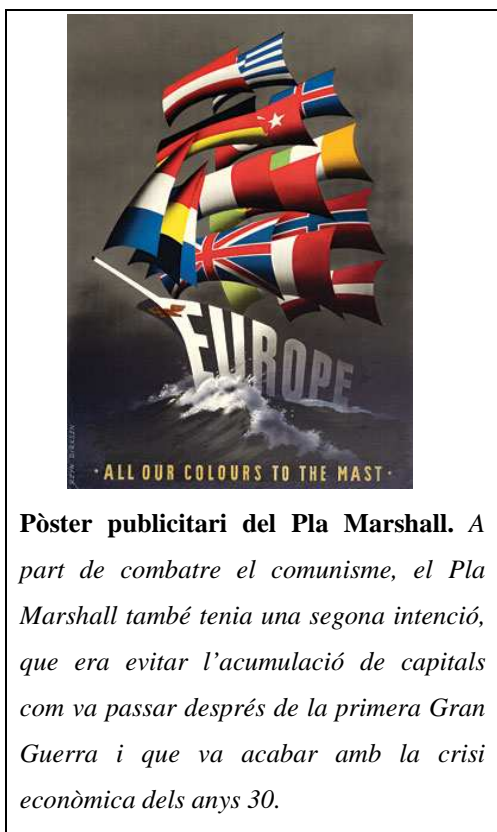 REYN DIRKSEN
EUROPE
· ALL OUR COLOURS TO THE MAST ·
Pòster publicitari del Pla Marshall. A
part de combatre el comunisme, el Pla
Marshall també tenia una segona intenció,
que era evitar l’acumulació de capitals
com va passar després de la primera Gran
Guerra i que va acabar amb la crisi
econòmica dels anys 30.